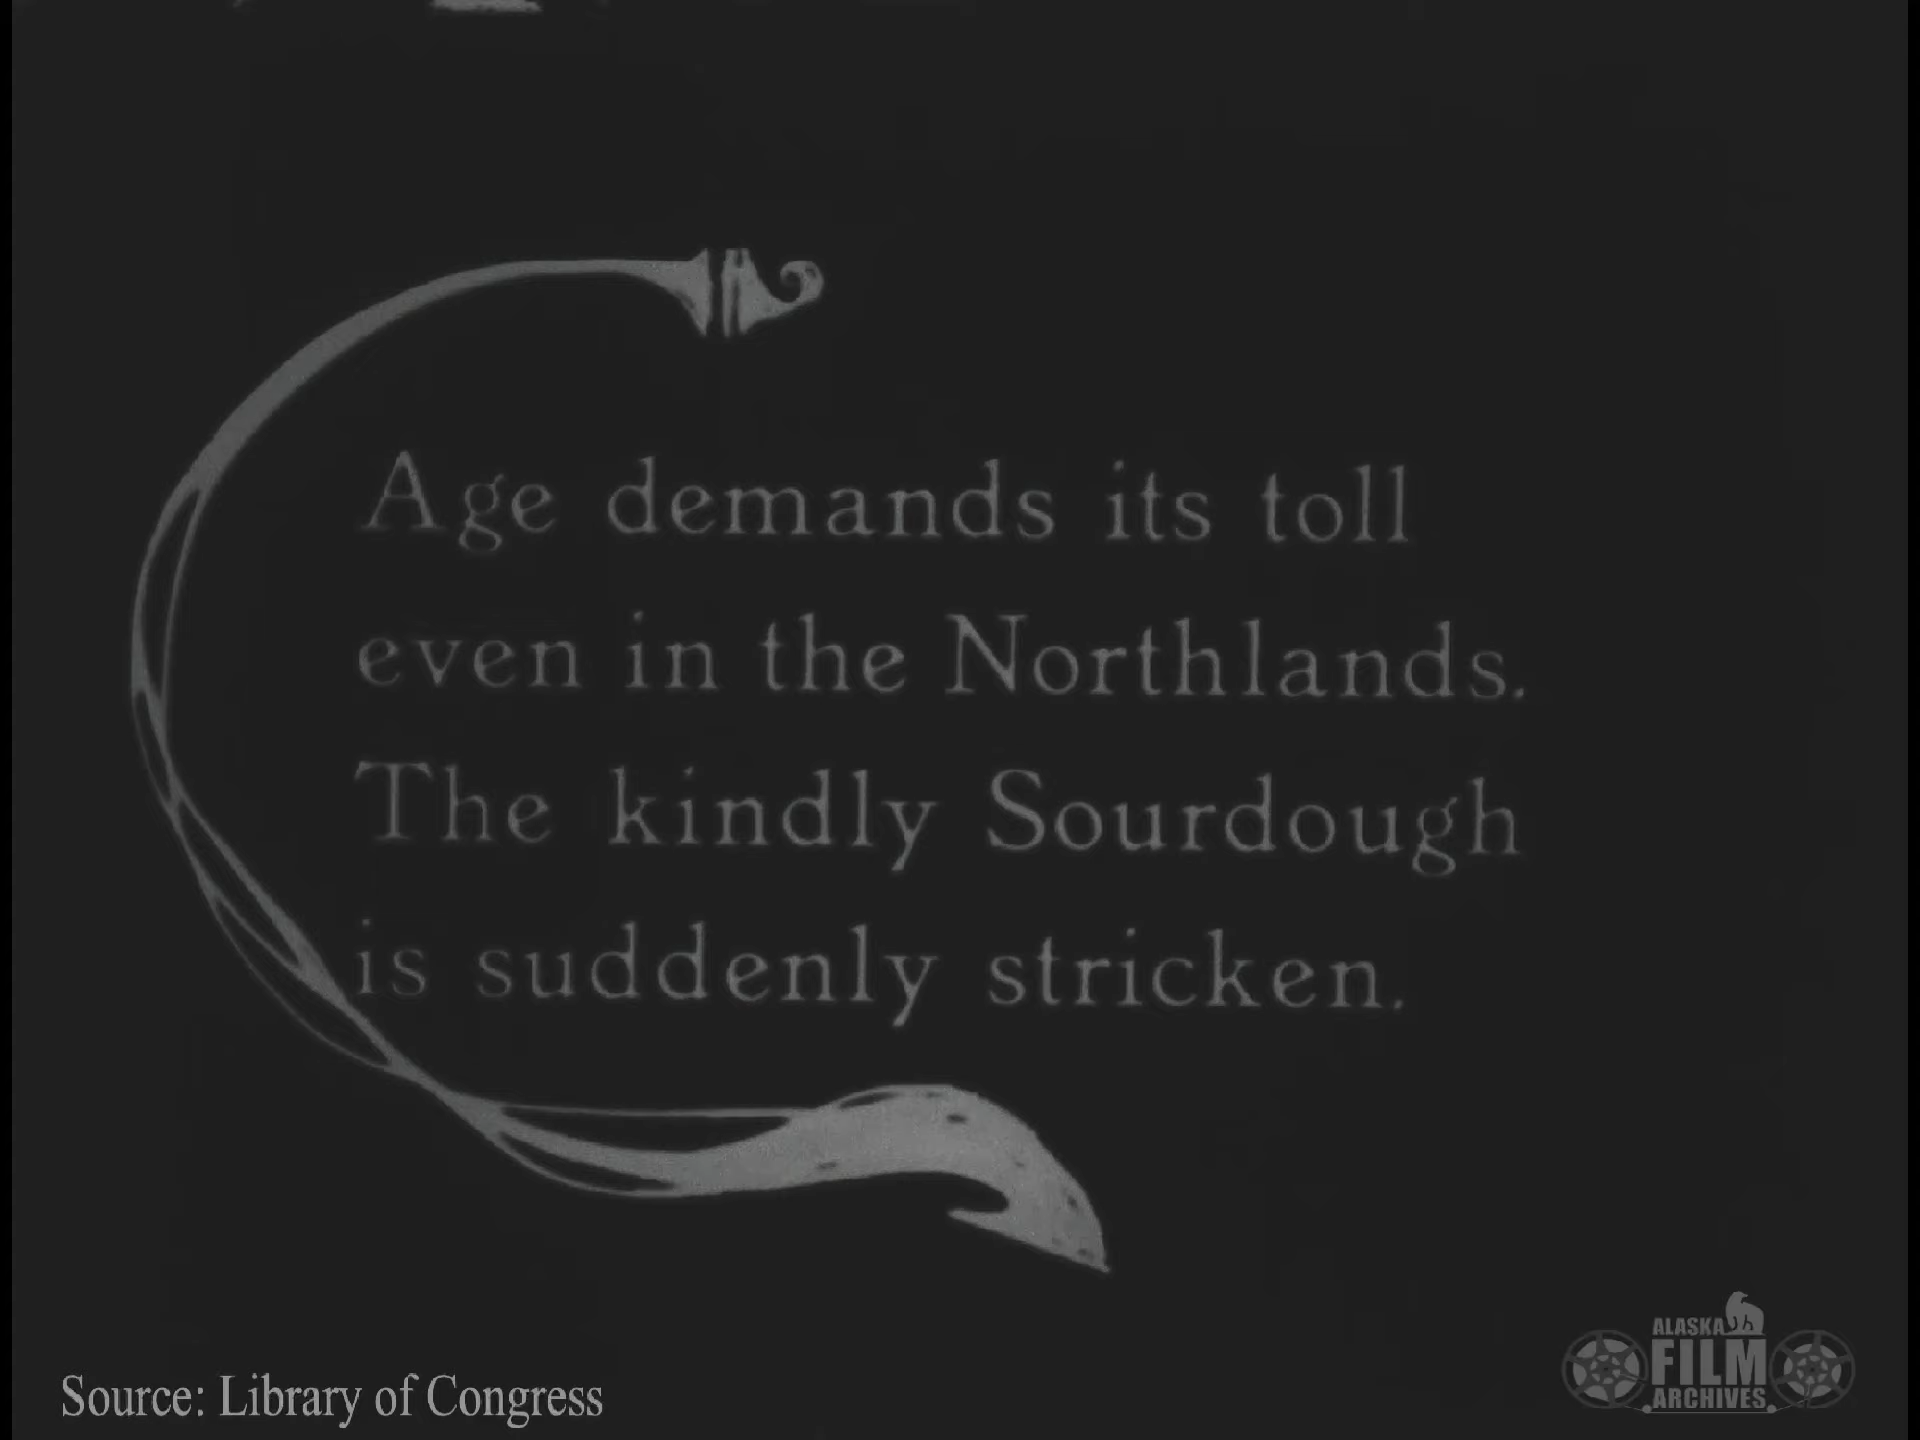 Age demands its toll
even in the Northlands.
The kindly Sourdough
is suddenly stricken.
Source: Library of Congress
ALASKA
FILM
ARCHIVES